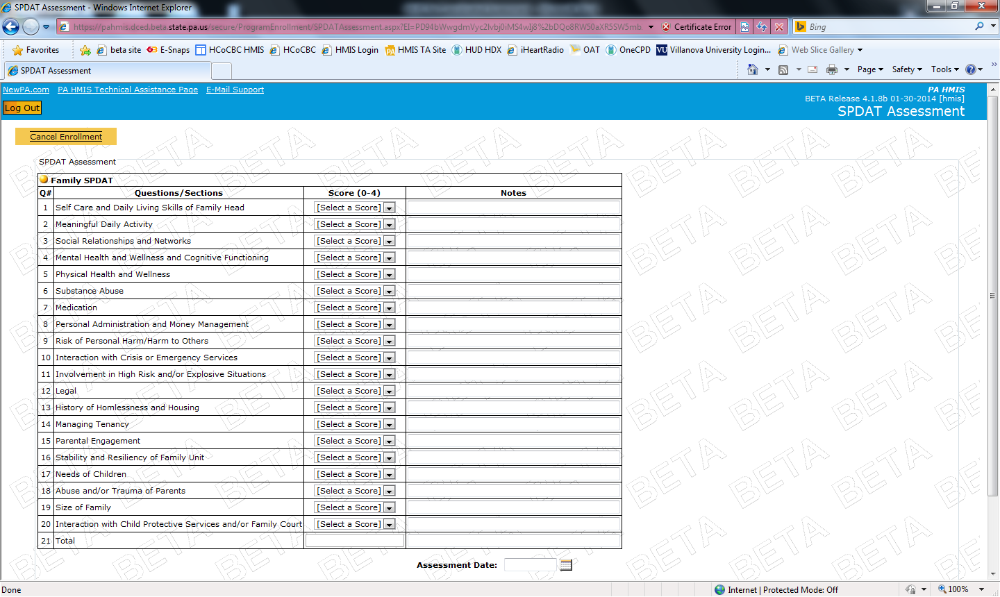 SPDAT Assessment - Windows Internet Explorer
https://pahmis.dced.beta.state.pa.us/secure/ProgramEnrollment/SPDATAssessment.aspx?EI= Certificate Error Bing
Favorites beta site E-Snaps HCoCBC HMIS HCoCBC HMIS Login HMIS TA Site HUD HDX iHeartRadio OAT OneCPD Villanova University Login... Web Slice Gallery
SPDAT Assessment Page Safety Tools
NewPA.com PA HMIS Technical Assistance Page E-Mail Support PA HMIS
BETA Release 4.1.8b 01-30-2014 [hmis]
Log Out SPDAT Assessment
Cancel Enrollment
SPDAT Assessment
Family SPDAT
Q# Questions/Sections Score (0-4) Notes
1 Self Care and Daily Living Skills of Family Head [Select a Score]
2 Meaningful Daily Activity [Select a Score]
3 Social Relationships and Networks [Select a Score]
4 Mental Health and Wellness and Cognitive Functioning [Select a Score]
5 Physical Health and Wellness [Select a Score]
6 Substance Abuse [Select a Score]
7 Medication [Select a Score]
8 Personal Administration and Money Management [Select a Score]
9 Risk of Personal Harm/Harm to Others [Select a Score]
10 Interaction with Crisis or Emergency Services [Select a Score]
11 Involvement in High Risk and/or Explosive Situations [Select a Score]
12 Legal [Select a Score]
13 History of Homlessness and Housing [Select a Score]
14 Managing Tenancy [Select a Score]
15 Parental Engagement [Select a Score]
16 Stability and Resiliency of Family Unit [Select a Score]
17 Needs of Children [Select a Score]
18 Abuse and/or Trauma of Parents [Select a Score]
19 Size of Family [Select a Score]
20 Interaction with Child Protective Services and/or Family Court [Select a Score]
21 Total
Assessment Date:
Done Internet | Protected Mode: Off 100%